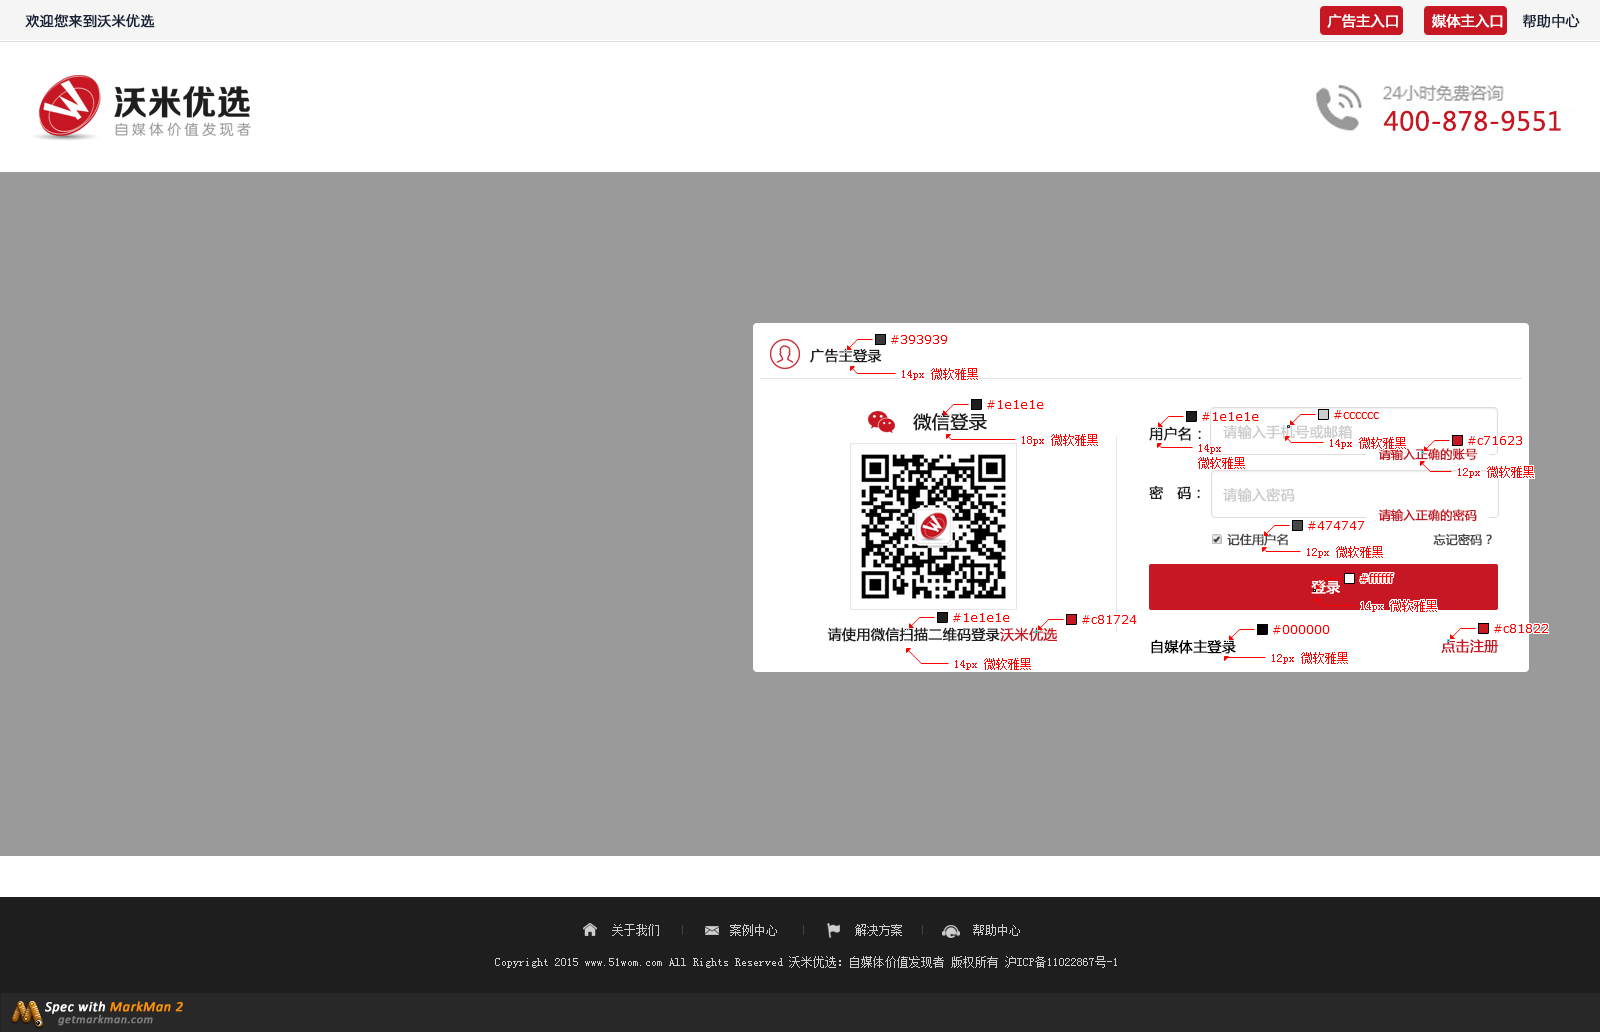 欢迎您来到沃米优选
广告主入口
媒体主入口
帮助中心
沃米优选
自媒体价值发现者
24小时免费咨询
400-878-9551
广告主登录
#393939
14px 微软雅黑
微信登录
#1e1e1e
18px 微软雅黑
请使用微信扫描二维码登录沃米优选
#1e1e1e
#c81724
14px 微软雅黑
用户名：
#1e1e1e
14px
微软雅黑
请输入手机号或邮箱
#cccccc
14px 微软雅黑
#c71623
请输入正确的账号
12px 微软雅黑
密 码：
请输入密码
请输入正确的密码
#474747
记住用户名
忘记密码？
12px 微软雅黑
登录
#ffffff
14px 微软雅黑
#000000
自媒体主登录
12px 微软雅黑
#c81822
点击注册
关于我们
案例中心
解决方案
帮助中心
Copyright 2015 www.51wom.com All Rights Reserved 沃米优选：自媒体价值发现者 版权所有 沪ICP备11022867号-1
Spec with MarkMan 2
getmarkman.com